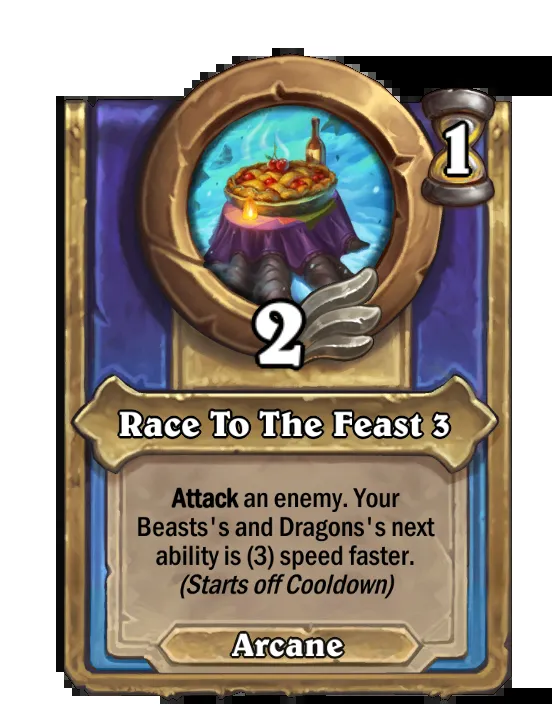 1
2
Race To The Feast 3
Attack an enemy. Your
Beasts's and Dragons's next
ability is (3) speed faster.
(Starts off Cooldown)
Arcane